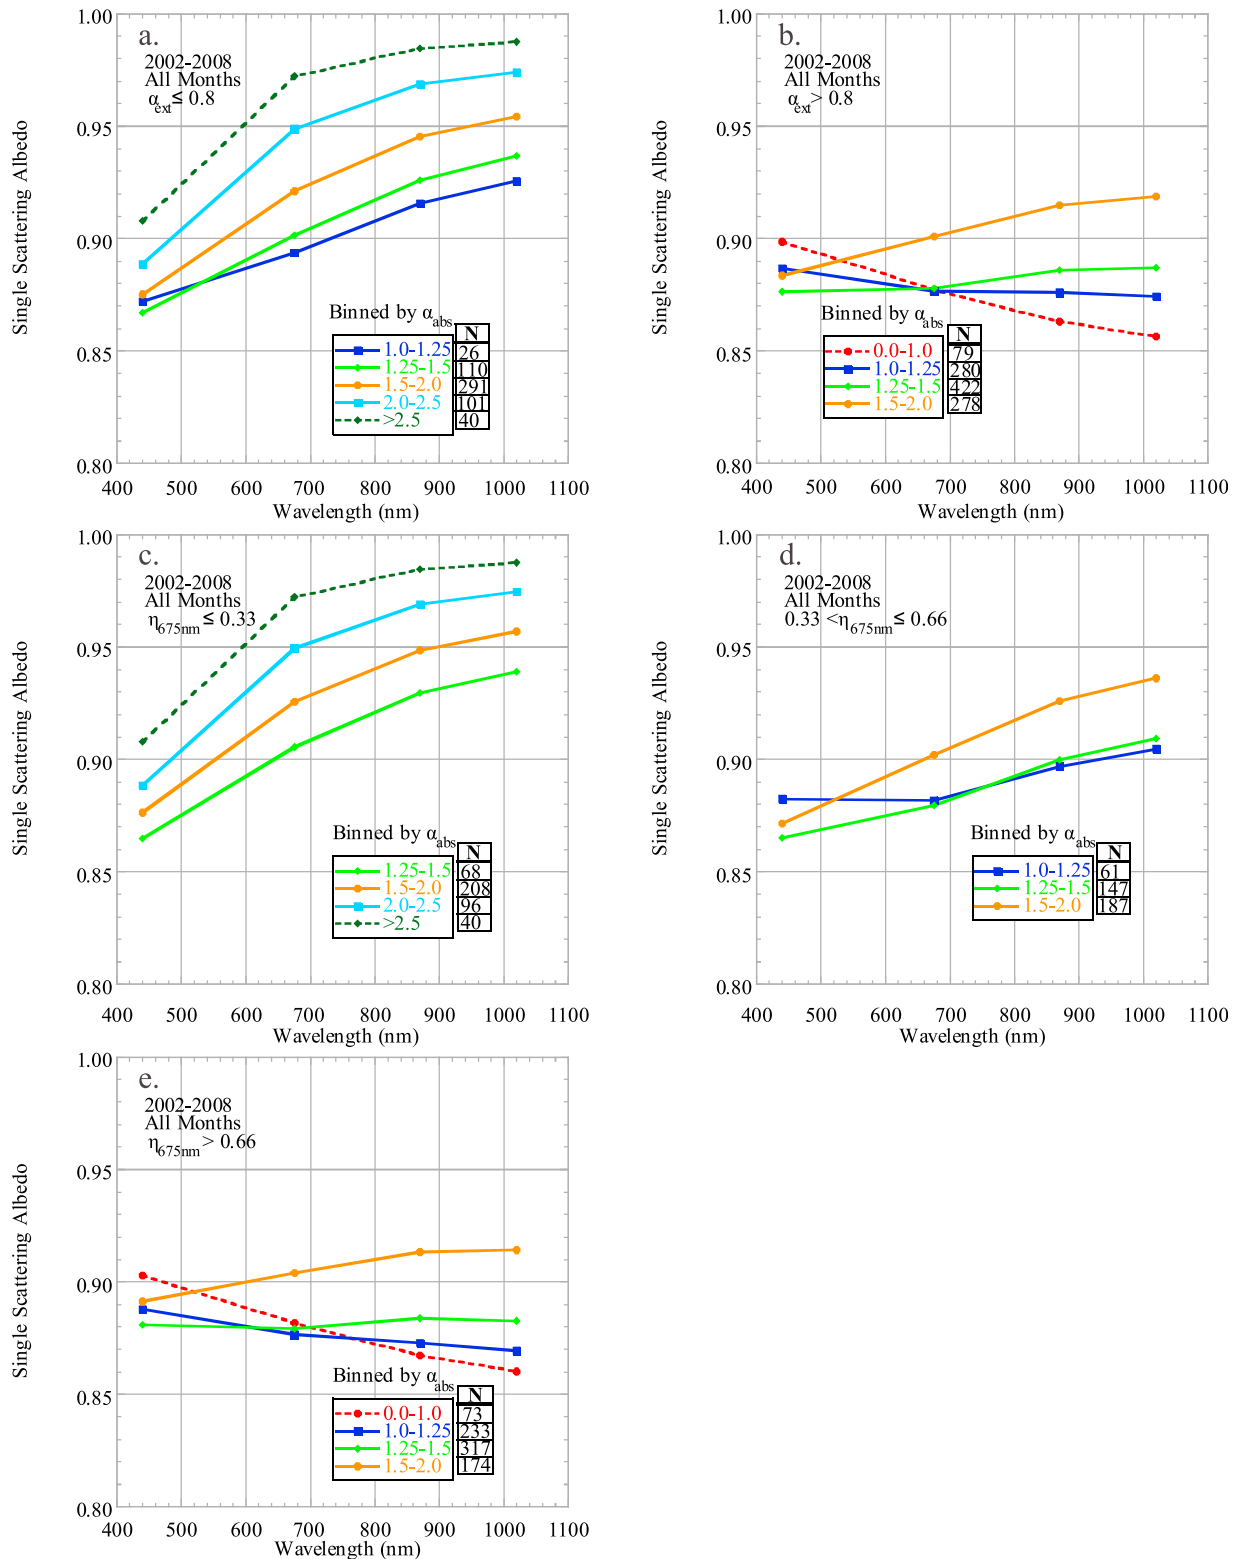 a.
2002-2008
All Months
α_ext ≤ 0.8
1.00
0.95
0.90
0.85
0.80
Single Scattering Albedo
Binned by α_abs N
1.0-1.25 26
1.25-1.5 110
1.5-2.0 291
2.0-2.5 101
>2.5 40
400 500 600 700 800 900 1000 1100
Wavelength (nm)
b.
2002-2008
All Months
α_ext > 0.8
1.00
0.95
0.90
0.85
0.80
Single Scattering Albedo
Binned by α_abs N
0.0-1.0 79
1.0-1.25 280
1.25-1.5 422
1.5-2.0 278
400 500 600 700 800 900 1000 1100
Wavelength (nm)
c.
2002-2008
All Months
η_675nm ≤ 0.33
1.00
0.95
0.90
0.85
0.80
Single Scattering Albedo
Binned by α_abs N
1.25-1.5 68
1.5-2.0 208
2.0-2.5 96
>2.5 40
400 500 600 700 800 900 1000 1100
Wavelength (nm)
d.
2002-2008
All Months
0.33 <η_675nm ≤ 0.66
1.00
0.95
0.90
0.85
0.80
Single Scattering Albedo
Binned by α_abs N
1.0-1.25 61
1.25-1.5 147
1.5-2.0 187
400 500 600 700 800 900 1000 1100
Wavelength (nm)
e.
2002-2008
All Months
η_675nm > 0.66
1.00
0.95
0.90
0.85
0.80
Single Scattering Albedo
Binned by α_abs N
0.0-1.0 73
1.0-1.25 233
1.25-1.5 317
1.5-2.0 174
400 500 600 700 800 900 1000 1100
Wavelength (nm)